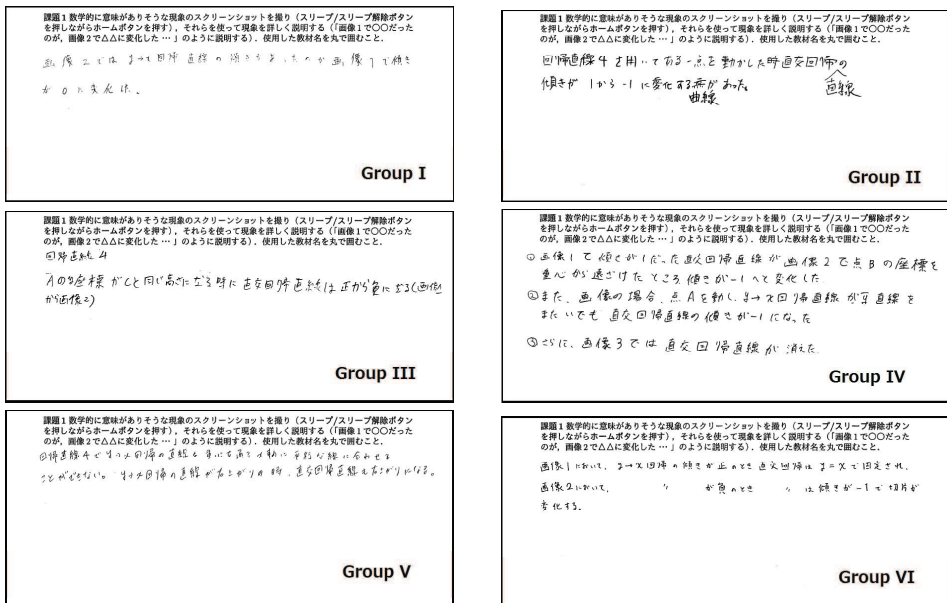 課題1 数学的に意味がありそうな現象のスクリーンショットを撮り（スリープ/スリープ解除ボタン
を押しながらホームボタンを押す），それらを使って現象を詳しく説明する（「画像1で〇〇だった
のが，画像2で△△に変化した…」のように説明する）．使用した教材名を丸で囲むこと．
画像2では y→x回帰直線の傾き 画像1で傾き
が 0に変化
Group I
課題1 数学的に意味がありそうな現象のスクリーンショットを撮り（スリープ/スリープ解除ボタン
を押しながらホームボタンを押す），それらを使って現象を詳しく説明する（「画像1で〇〇だった
のが，画像2で△△に変化した…」のように説明する）．使用した教材名を丸で囲むこと．
回帰直線4を用いてある一点を動かした時直交回帰の
直線
傾きが 1から-1に変化する あった。
曲線
Group II
課題1 数学的に意味がありそうな現象のスクリーンショットを撮り（スリープ/スリープ解除ボタン
を押しながらホームボタンを押す），それらを使って現象を詳しく説明する（「画像1で〇〇だった
のが，画像2で△△に変化した…」のように説明する）．使用した教材名を丸で囲むこと．
回帰直線 4
Aのy座標がCと同じ高さになる時に直交回帰直線は正から負になる(画像1
から画像2)
Group III
課題1 数学的に意味がありそうな現象のスクリーンショットを撮り（スリープ/スリープ解除ボタン
を押しながらホームボタンを押す），それらを使って現象を詳しく説明する（「画像1で〇〇だった
のが，画像2で△△に変化した…」のように説明する）．使用した教材名を丸で囲むこと．
①画像1で傾きが1だった直交回帰直線が画像2で点Bの座標を
重心から遠ざけたところ傾きが-1へと変化した
②また、画像の場合、点Aを動し、y→x回帰直線が 直線を
またいでも直交回帰直線の傾きが-1になった
③さらに、画像3では直交回帰直線が消えた
Group IV
課題1 数学的に意味がありそうな現象のスクリーンショットを撮り（スリープ/スリープ解除ボタン
を押しながらホームボタンを押す），それらを使って現象を詳しく説明する（「画像1で〇〇だった
のが，画像2で△△に変化した…」のように説明する）．使用した教材名を丸で囲むこと．
回帰直線4でy→x回帰の直線を 平行な線に合わせる
ことができない。 y→x回帰の直線が右上がりの時、直交回帰直線も右上がりになる。
Group V
課題1 数学的に意味がありそうな現象のスクリーンショットを撮り（スリープ/スリープ解除ボタン
を押しながらホームボタンを押す），それらを使って現象を詳しく説明する（「画像1で〇〇だった
のが，画像2で△△に変化した…」のように説明する）．使用した教材名を丸で囲むこと．
画像1において、y→x回帰の傾きが正のとき直交回帰はy=xで固定され、
画像2において、 〃 が負のとき 〃 は傾きが-1で切片が
変化する。
Group VI